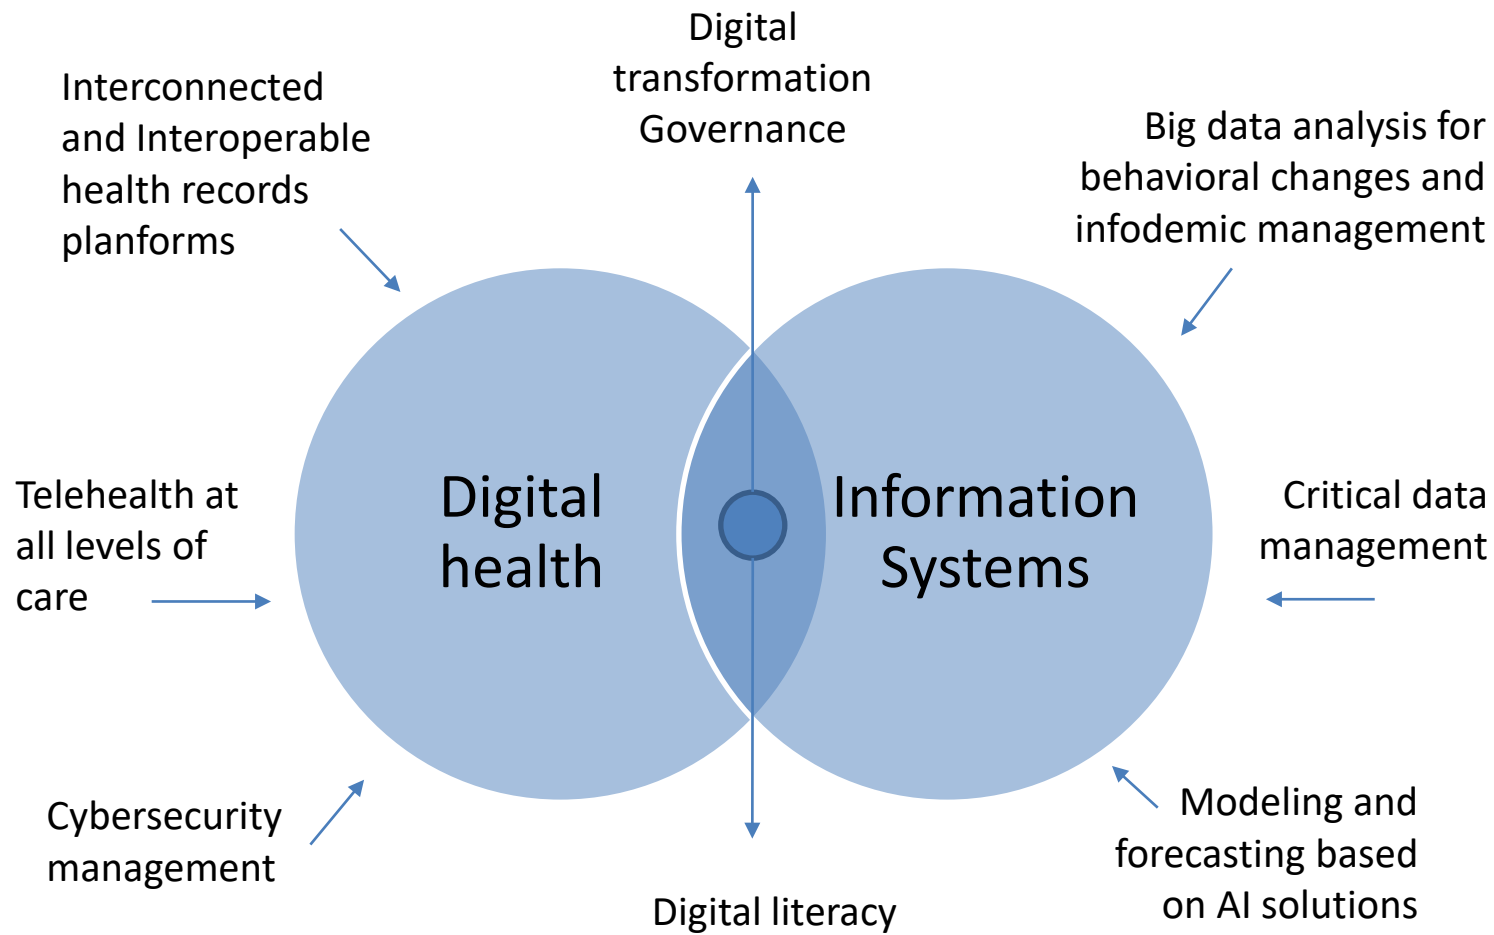 Digital
transformation
Governance
Interconnected
and Interoperable
health records
planforms
Big data analysis for
behavioral changes and
infodemic management
Telehealth at
all levels of
care
Digital
health
Information
Systems
Critical data
management
Cybersecurity
management
Modeling and
forecasting based
on AI solutions
Digital literacy